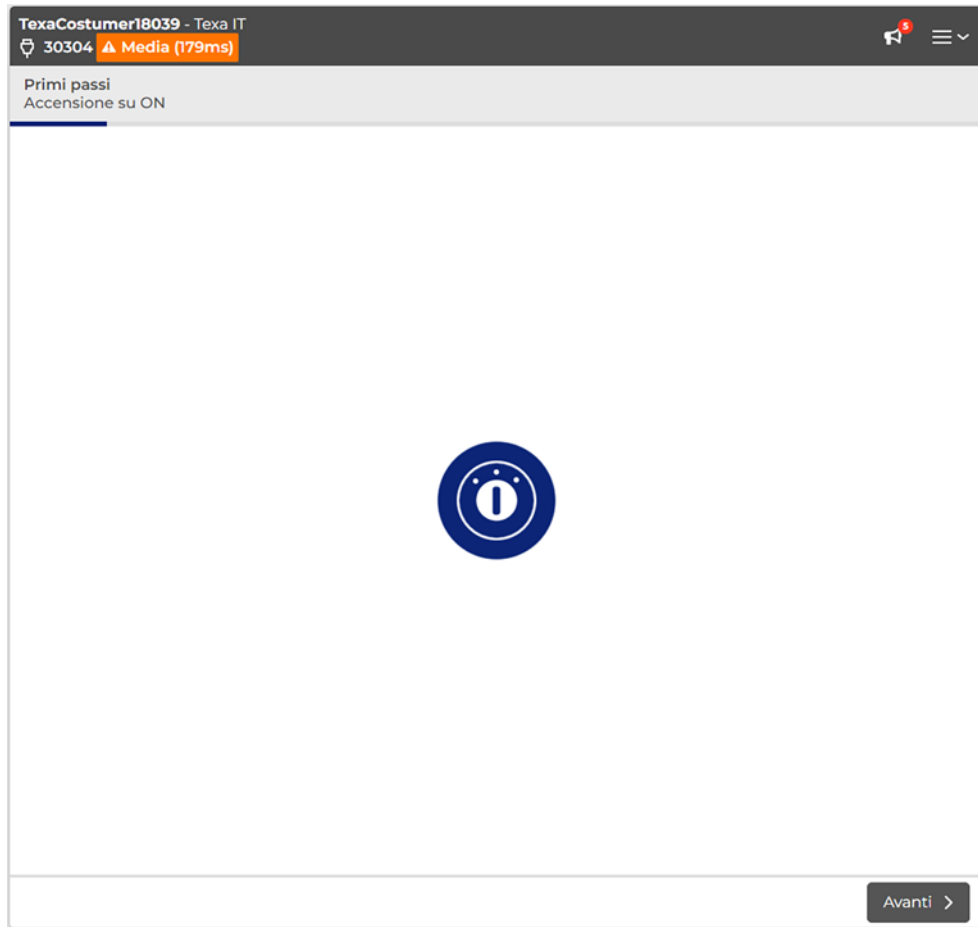 TexaCostumer18039 - Texa IT
30304 Media (179ms)
5
Primi passi
Accensione su ON
Avanti